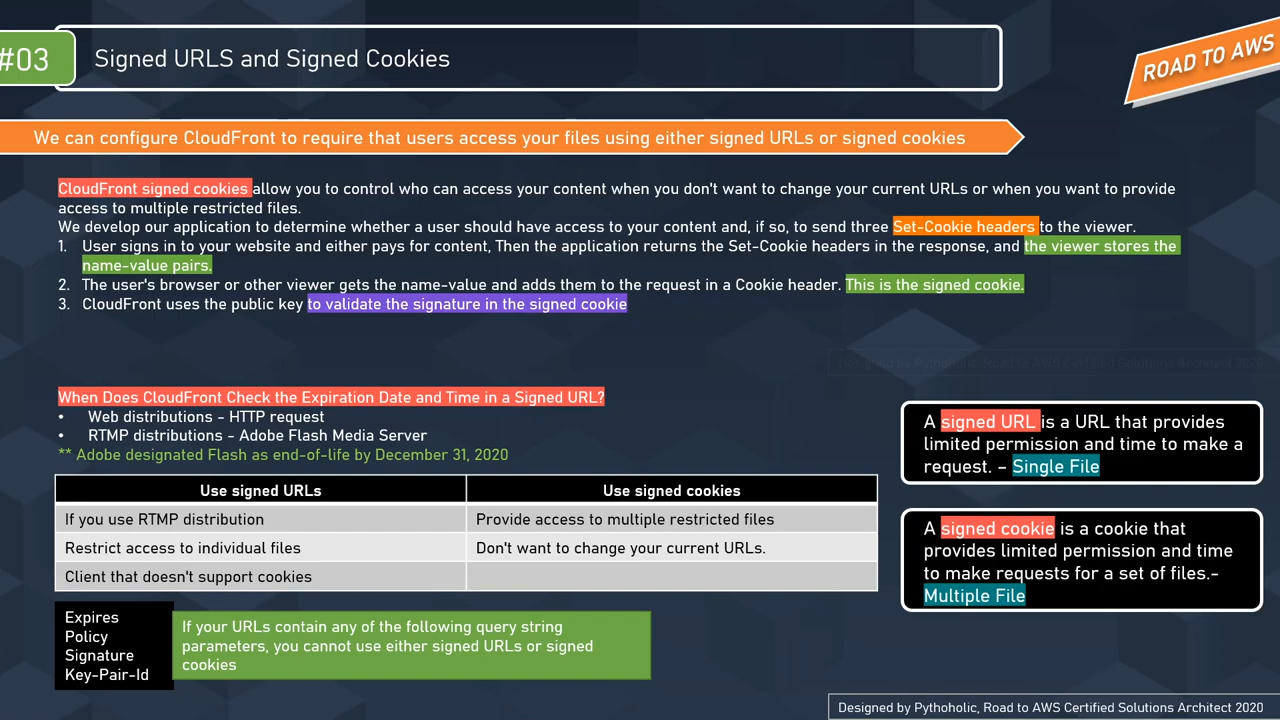 #03
Signed URLS and Signed Cookies
ROAD TO AWS
We can configure CloudFront to require that users access your files using either signed URLs or signed cookies
CloudFront signed cookies allow you to control who can access your content when you don't want to change your current URLs or when you want to provide
access to multiple restricted files.
We develop our application to determine whether a user should have access to your content and, if so, to send three Set-Cookie headers to the viewer.
1. User signs in to your website and either pays for content, Then the application returns the Set-Cookie headers in the response, and the viewer stores the
name-value pairs.
2. The user's browser or other viewer gets the name-value and adds them to the request in a Cookie header. This is the signed cookie.
3. CloudFront uses the public key to validate the signature in the signed cookie
Designed by Pythoholic, Road to AWS Certified Solutions Architect 2020
When Does CloudFront Check the Expiration Date and Time in a Signed URL?
• Web distributions - HTTP request
• RTMP distributions - Adobe Flash Media Server
** Adobe designated Flash as end-of-life by December 31, 2020
Use signed URLs Use signed cookies
If you use RTMP distribution Provide access to multiple restricted files
Restrict access to individual files Don't want to change your current URLs.
Client that doesn't support cookies
A signed URL is a URL that provides
limited permission and time to make a
request. – Single File
A signed cookie is a cookie that
provides limited permission and time
to make requests for a set of files.-
Multiple File
Expires
Policy
Signature
Key-Pair-Id
If your URLs contain any of the following query string
parameters, you cannot use either signed URLs or signed
cookies
Designed by Pythoholic, Road to AWS Certified Solutions Architect 2020